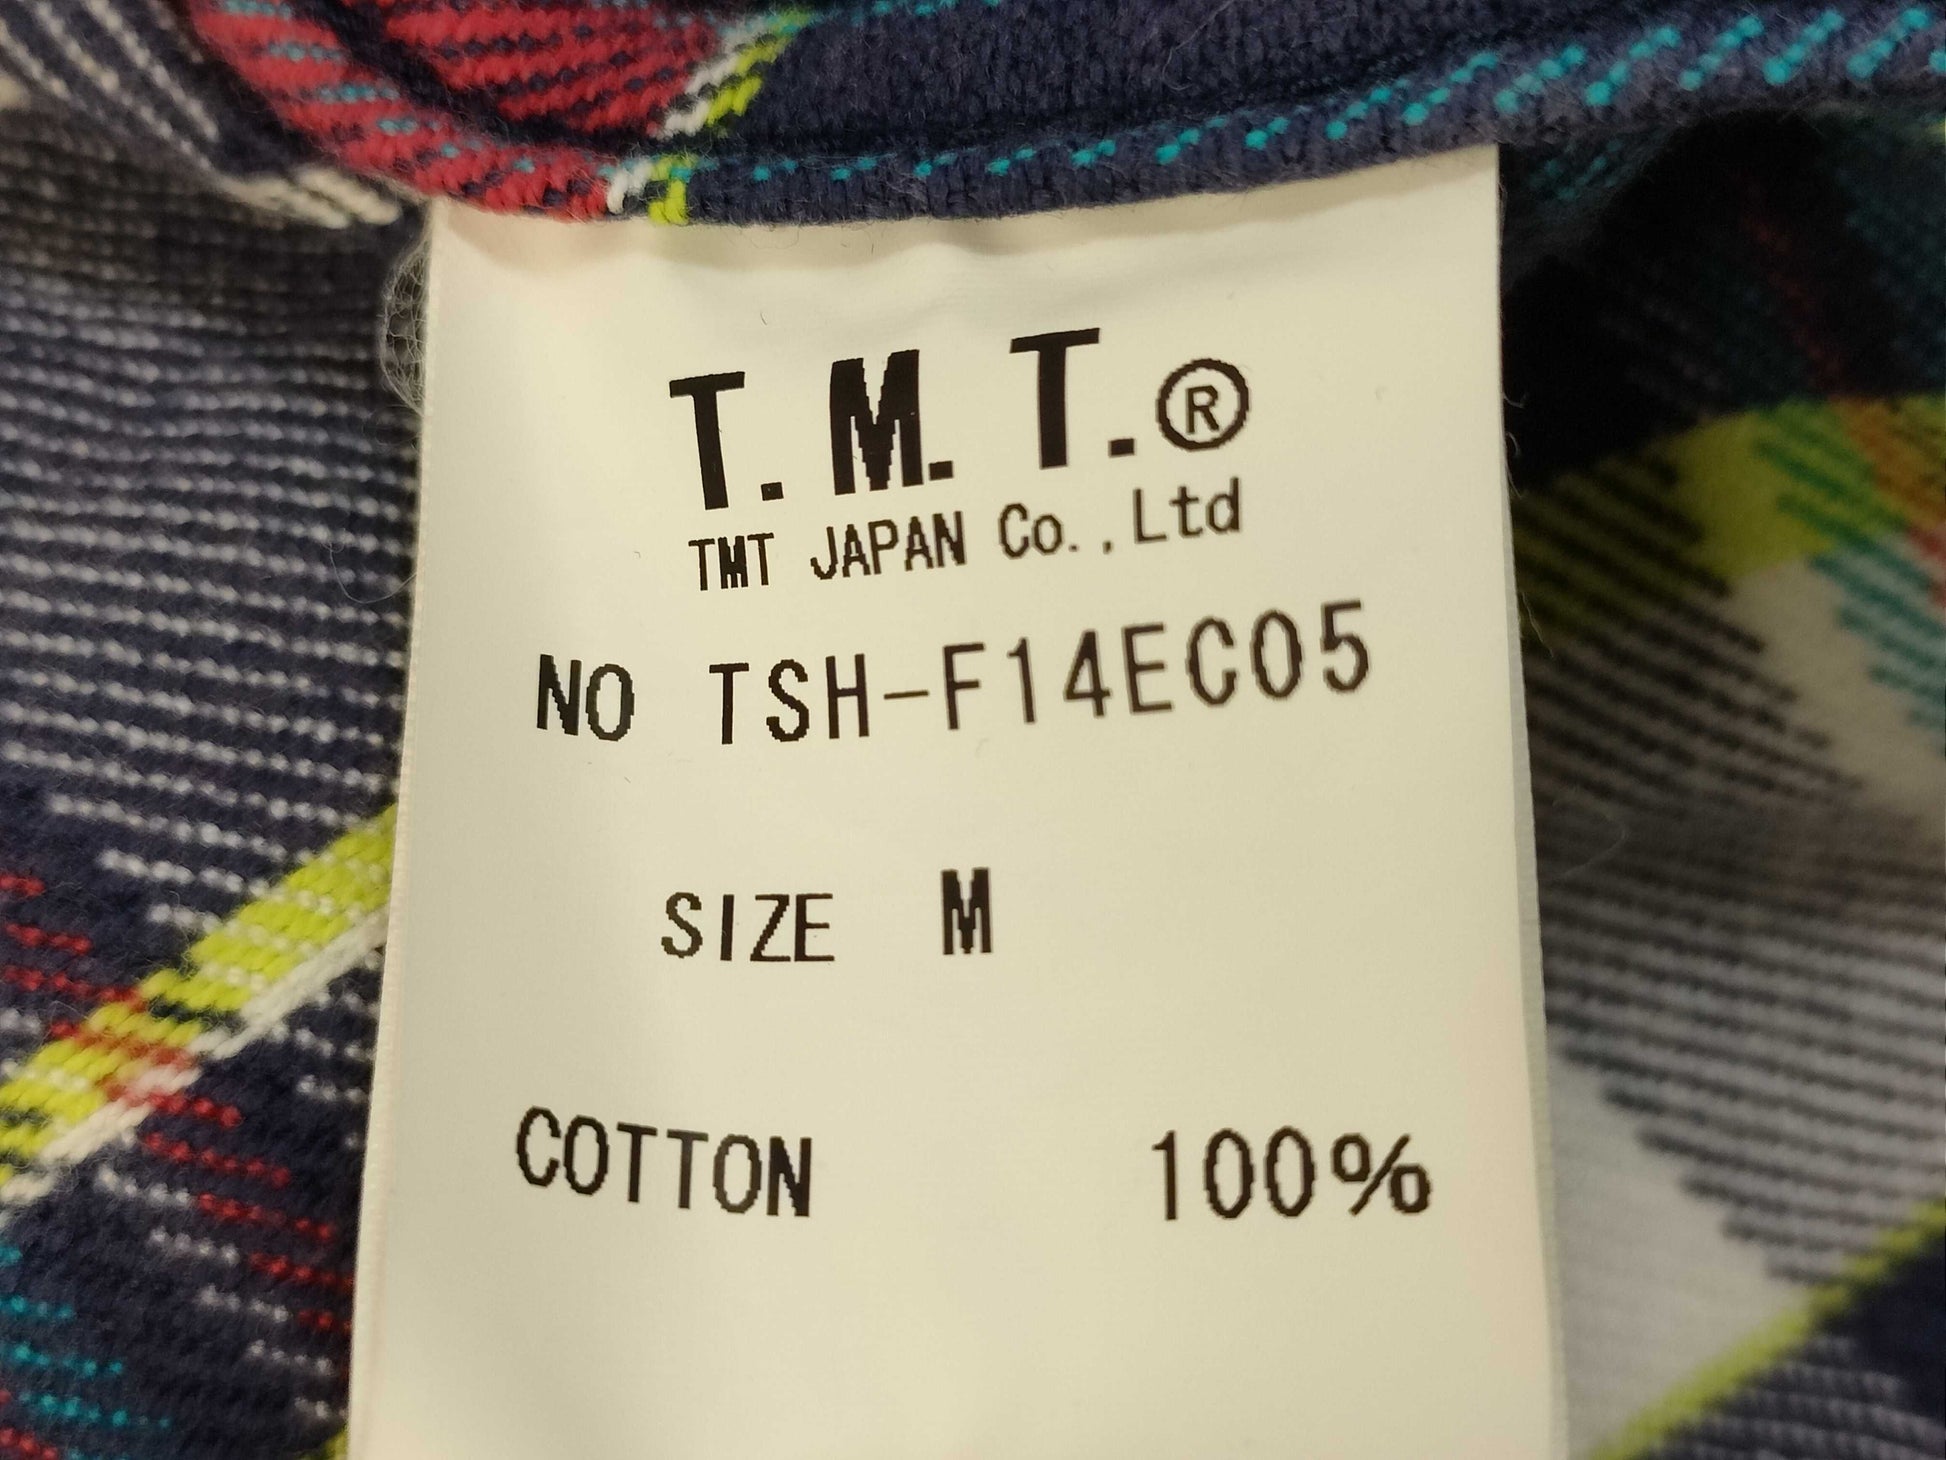 T.M.T.®
TMT JAPAN Co.,Ltd
NO TSH-F14EC05
SIZE M
COTTON 100%